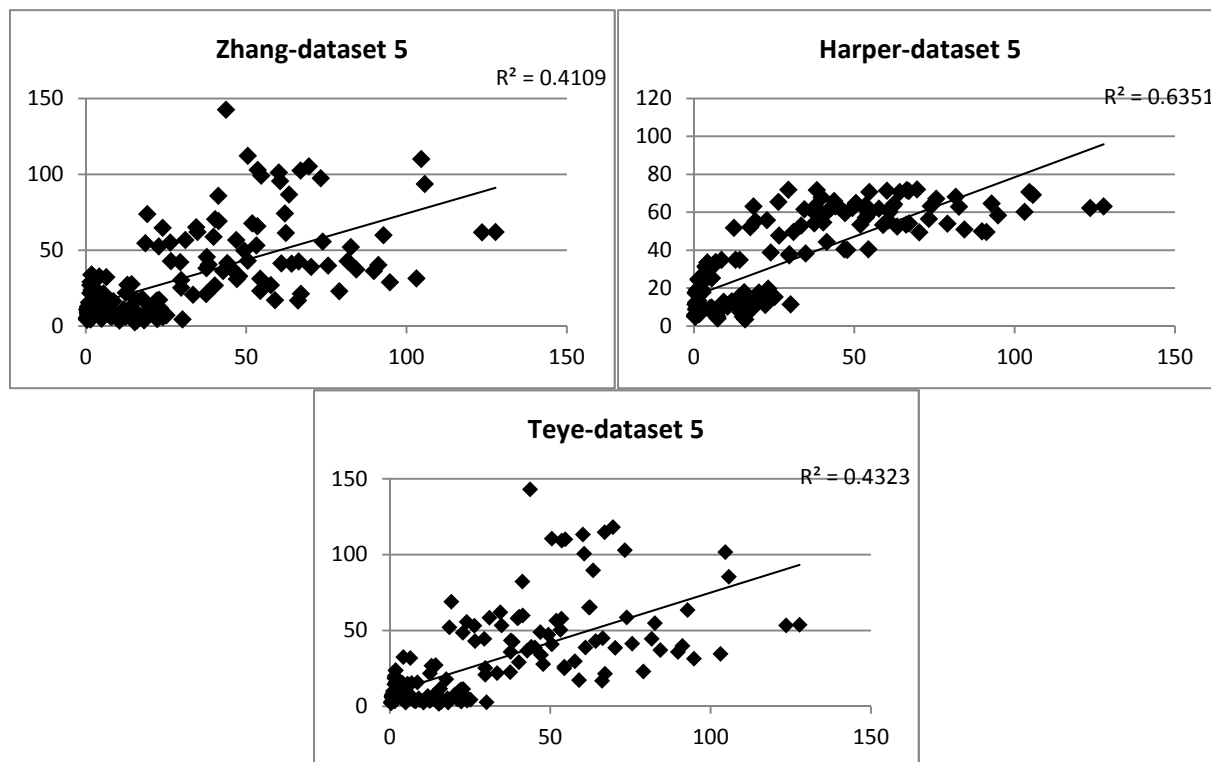 Zhang-dataset 5
R² = 0.4109
150
100
50
0
0 50 100 150
Harper-dataset 5
R² = 0.6351
120
100
80
60
40
20
0
0 50 100 150
Teye-dataset 5
R² = 0.4323
150
100
50
0
0 50 100 150